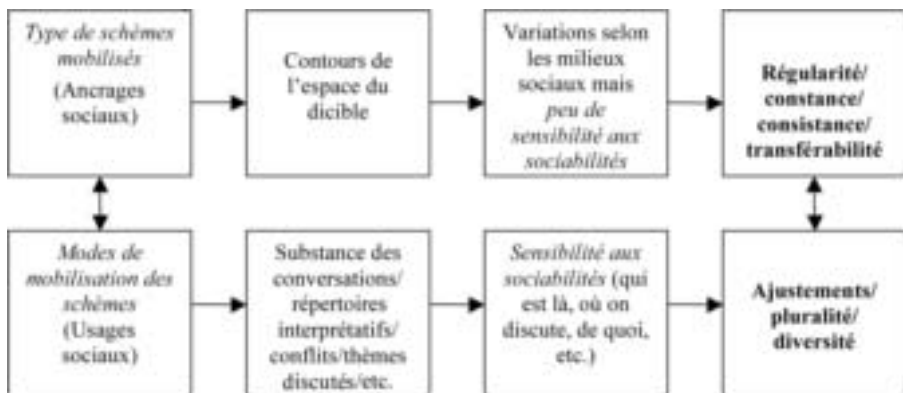 Type de schèmes
mobilisés
(Ancrages
sociaux)
Contours de
l'espace du
dicible
Variations selon
les milieux
sociaux mais
peu de
sensibilité aux
sociabilités
Régularité/
constance/
consistance/
transférabilité
Modes de
mobilisation des
schèmes
(Usages
sociaux)
Substance des
conversations/
répertoires
interprétatifs/
conflits/thèmes
discutés/etc.
Sensibilité aux
sociabilités (qui
est là, où on
discute, de quoi,
etc.)
Ajustements/
pluralité/
diversité